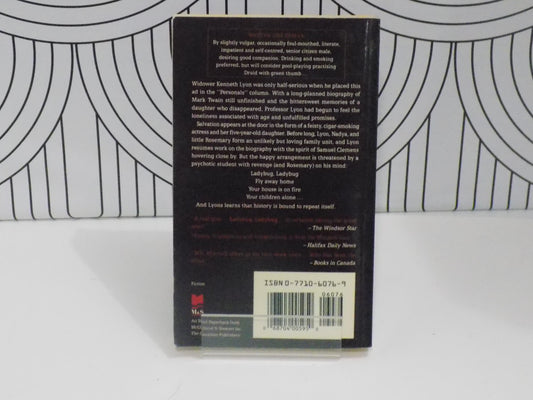 By slightly vulgar, occasionally foul-mouthed, literate,
impatient and self-centred, senior citizen male,
desiring good companion. Drinking and smoking
preferred, but will consider pool-playing practising
Druid with green thumb . . .
Widower Kenneth Lyon was only half-serious when he placed this
ad in the "Personals" column. With a long-planned biography of
Mark Twain still unfinished and the bittersweet memories of a
daughter who disappeared, Professor Lyon had begun to feel the
loneliness associated with age and unfulfilled promises.
Salvation appears at the door in the form of a feisty, cigar-smoking
actress and her five-year-old daughter. Before long, Lyon, Nadya, and
little Rosemary form an unlikely but loving family unit, and Lyon
resumes work on the biography with the spirit of Samuel Clemens
hovering close by. But the happy arrangement is threatened by a
psychotic student with revenge (and Rosemary) on his mind:
Ladybug, Ladybug
Fly away home
Your house is on fire
Your children alone . . .
And Lyons learns that history is bound to repeat itself.
Ladybug, Ladybug
– The Windsor Star
– Halifax Daily News
– Books in Canada
Fiction
ISBN 0-7710-6076-9
06076
M&S